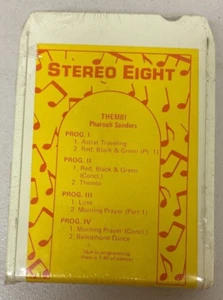 STEREO EIGHT
THEMBI
Pharoah Sanders
PROG. I
1. Astral Traveling
2. Red, Black & Green (Pt. 1)
PROG. II
1. Red, Black & Green
(Concl.)
2. Thembi
PROG. III
1. Love
2. Morning Prayer (Part 1)
PROG. IV
1. Morning Prayer (Concl.)
2. Bailophone Dance